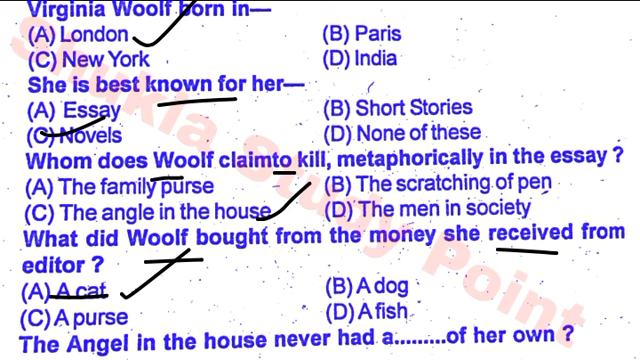 Virginia Woolf born in—
(A) London (B) Paris
(C) New York (D) India
She is best known for her—
(A) Essay (B) Short Stories
(C) Novels (D) None of these
Whom does Woolf claimto kill, metaphorically in the essay ?
(A) The family purse (B) The scratching of pen
(C) The angle in the house (D) The men in society
What did Woolf bought from the money she received from
editor ?
(A) A cat (B) A dog
(C) A purse (D) A fish
The Angel in the house never had a.........of her own ?
Shukla Study Point